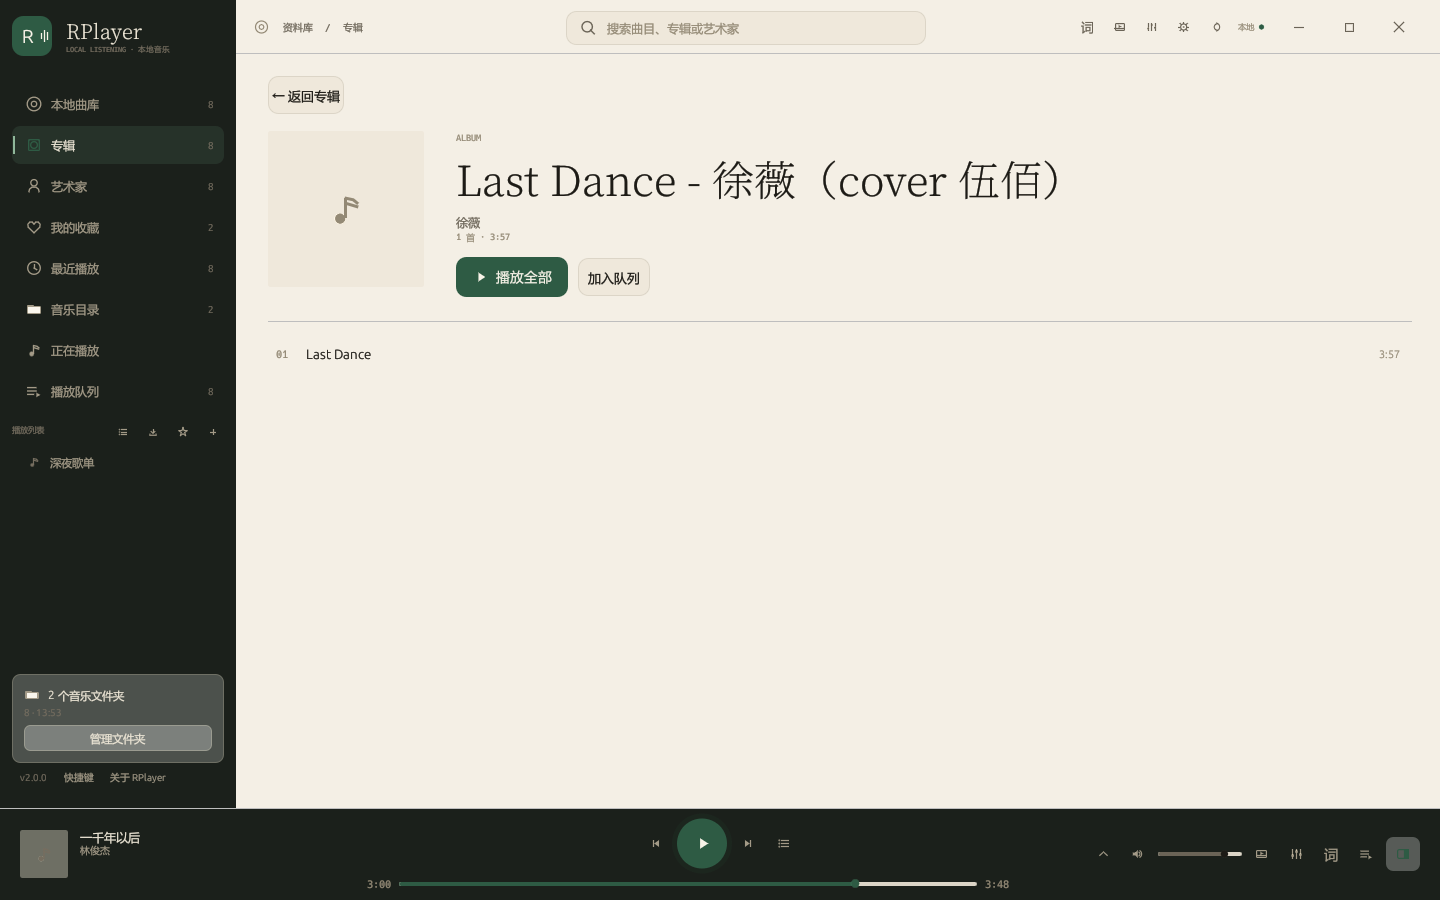 R
RPlayer
LOCAL LISTENING · 本地音乐
本地曲库 8
专辑 8
艺术家 8
我的收藏 2
最近播放 8
音乐目录 2
正在播放
播放队列 8
播放列表
+
深夜歌单
2 个音乐文件夹
8 · 13:53
管理文件夹
v2.0.0 快捷键 关于 RPlayer
资料库 / 专辑
搜索曲目、专辑或艺术家
词
本地
← 返回专辑
ALBUM
Last Dance - 徐薇（cover 伍佰）
徐薇
1 首 · 3:57
播放全部
加入队列
01 Last Dance 3:57
一千年以后
林俊杰
3:00
3:48
词